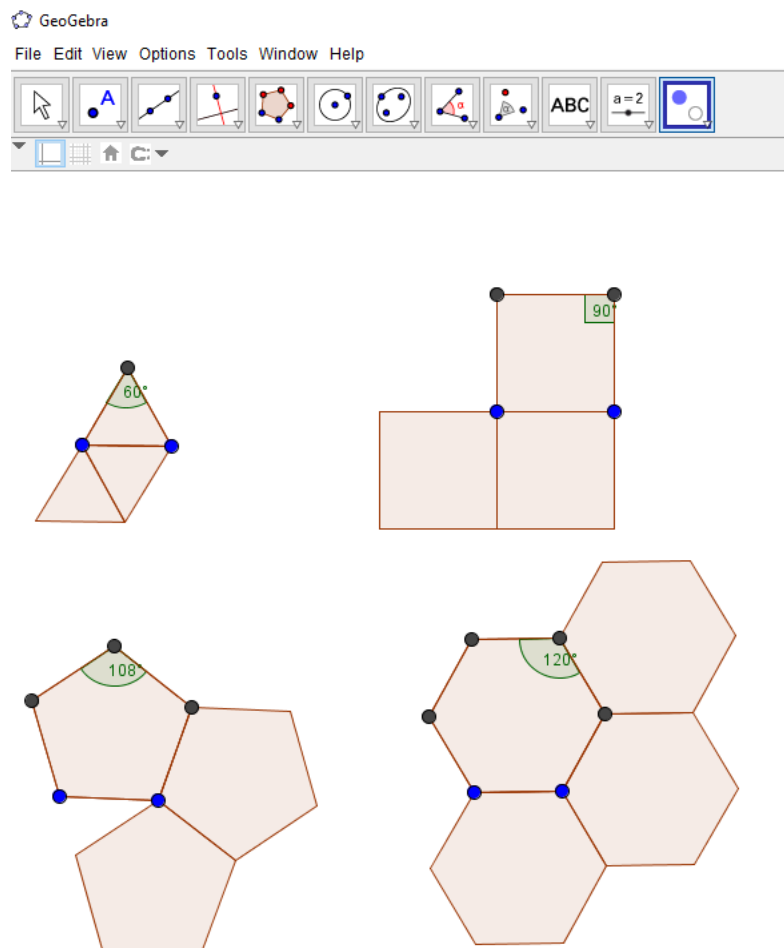 GeoGebra
File Edit View Options Tools Window Help
A α α ABC a=2
90°
60°
108°
120°